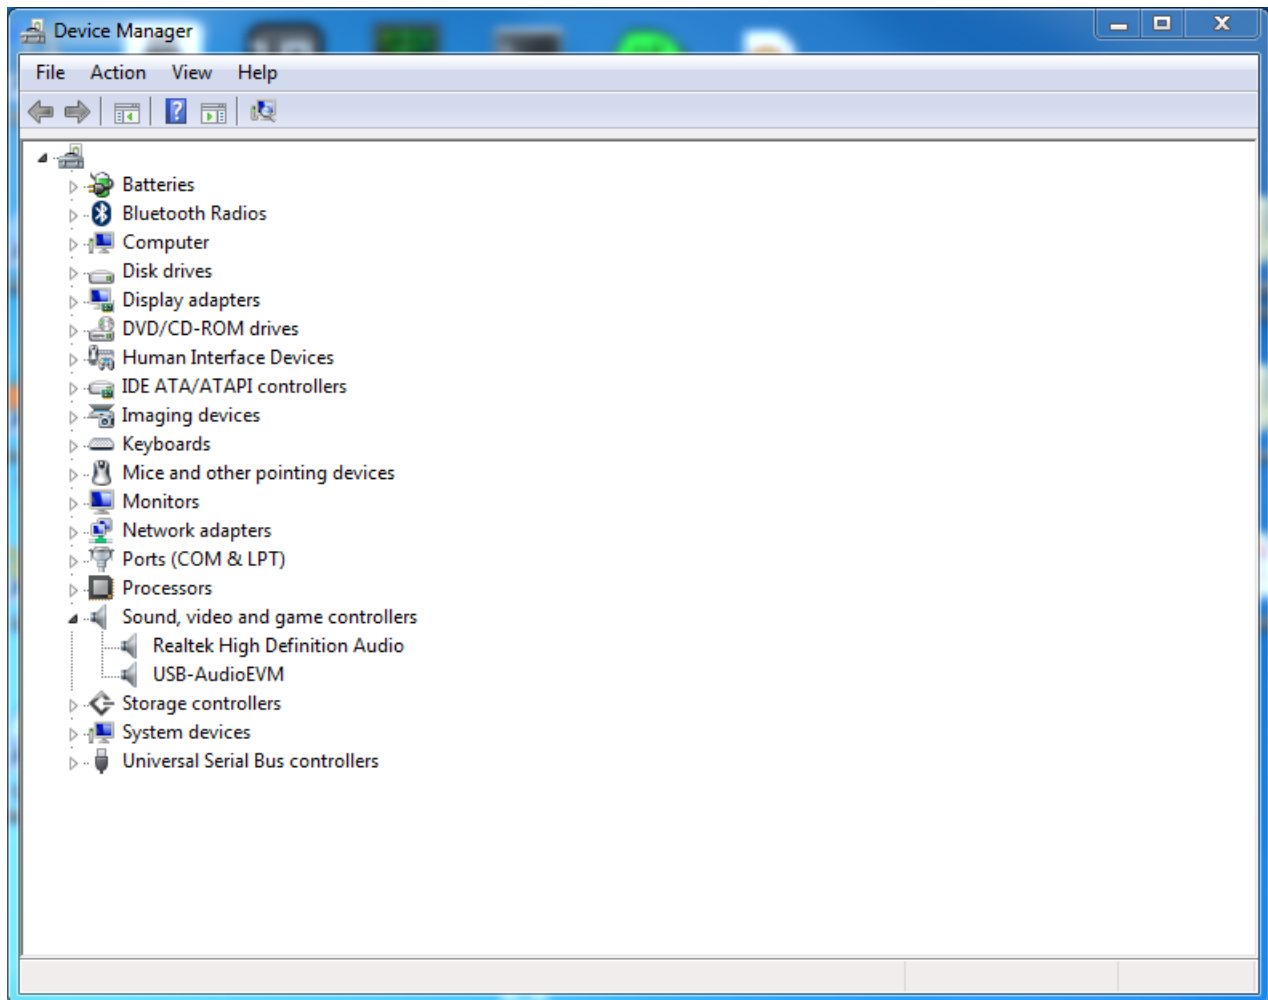 Device Manager
File Action View Help
Batteries
Bluetooth Radios
Computer
Disk drives
Display adapters
DVD/CD-ROM drives
Human Interface Devices
IDE ATA/ATAPI controllers
Imaging devices
Keyboards
Mice and other pointing devices
Monitors
Network adapters
Ports (COM & LPT)
Processors
Sound, video and game controllers
Realtek High Definition Audio
USB-AudioEVM
Storage controllers
System devices
Universal Serial Bus controllers